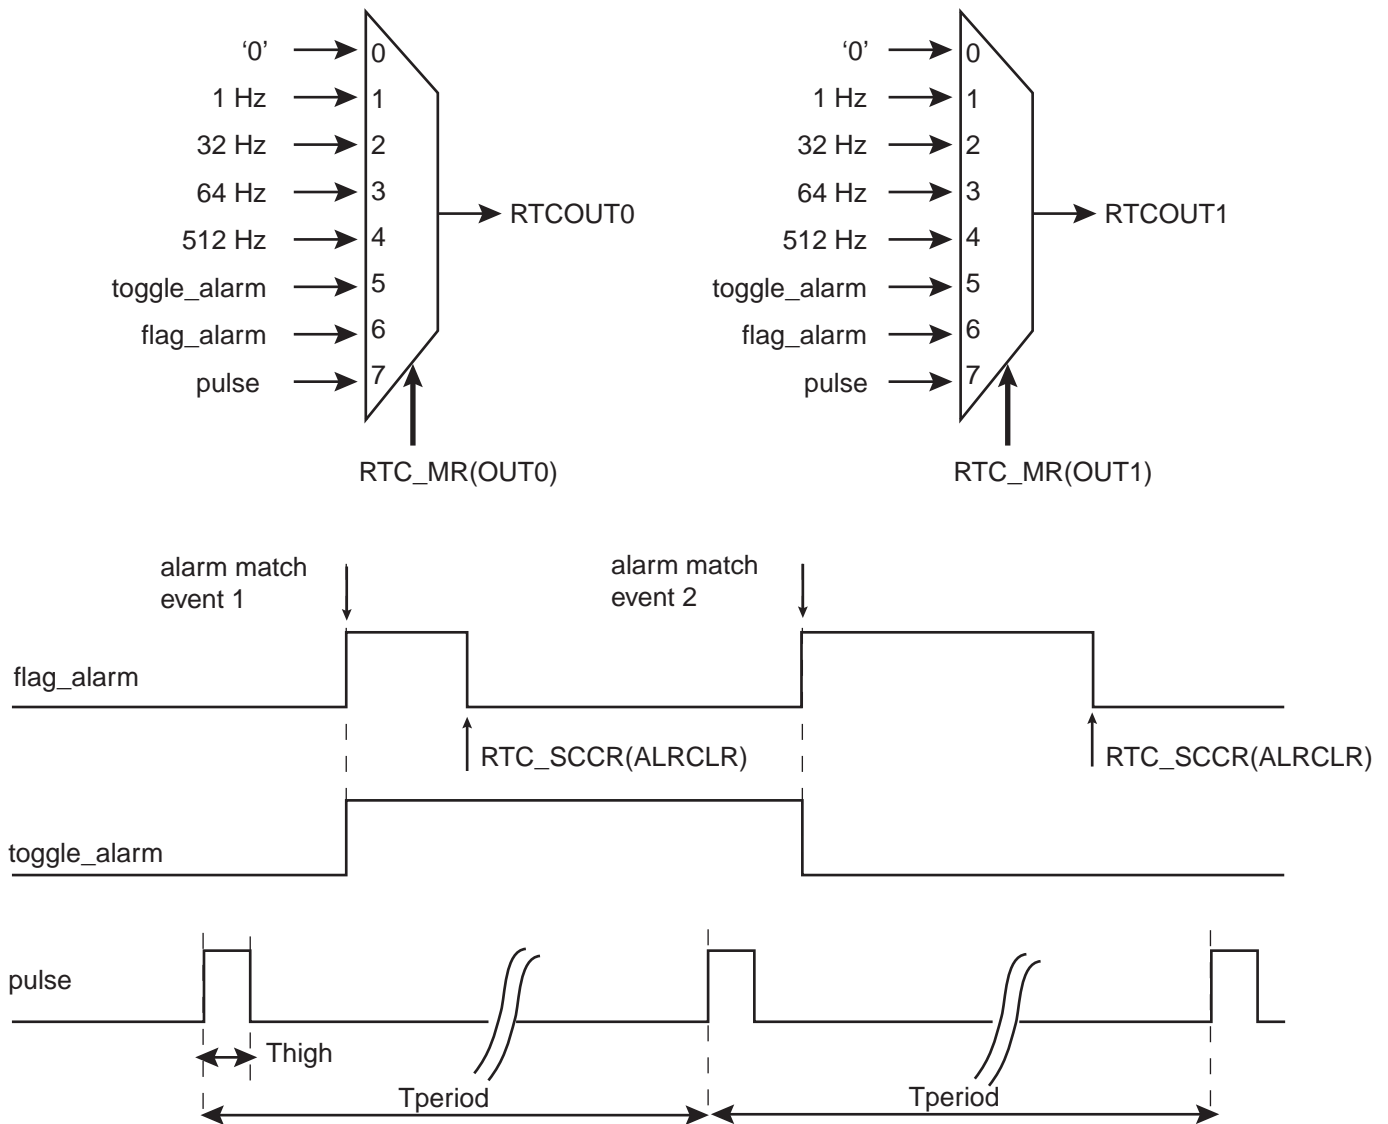 ‘0’
0
1 Hz
1
32 Hz
2
64 Hz
3
RTCOUT0
512 Hz
4
toggle_alarm
5
flag_alarm
6
pulse
7
RTC_MR(OUT0)
‘0’
0
1 Hz
1
32 Hz
2
64 Hz
3
RTCOUT1
512 Hz
4
toggle_alarm
5
flag_alarm
6
pulse
7
RTC_MR(OUT1)
alarm match
event 1
alarm match
event 2
flag_alarm
RTC_SCCR(ALRCLR)
RTC_SCCR(ALRCLR)
toggle_alarm
pulse
Thigh
Tperiod
Tperiod